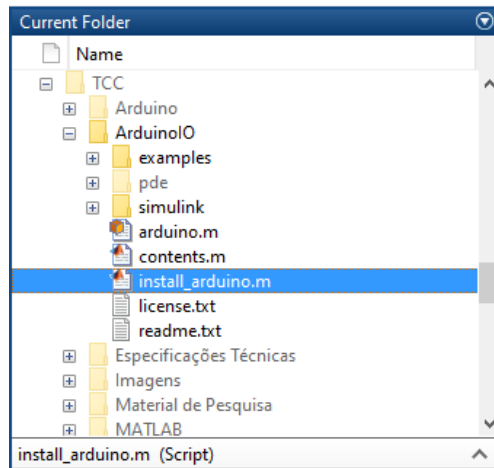 Current Folder
Name
TCC
Arduino
ArduinoIO
examples
pde
simulink
arduino.m
contents.m
install_arduino.m
license.txt
readme.txt
Especificações Técnicas
Imagens
Material de Pesquisa
MATLAB
install_arduino.m (Script)